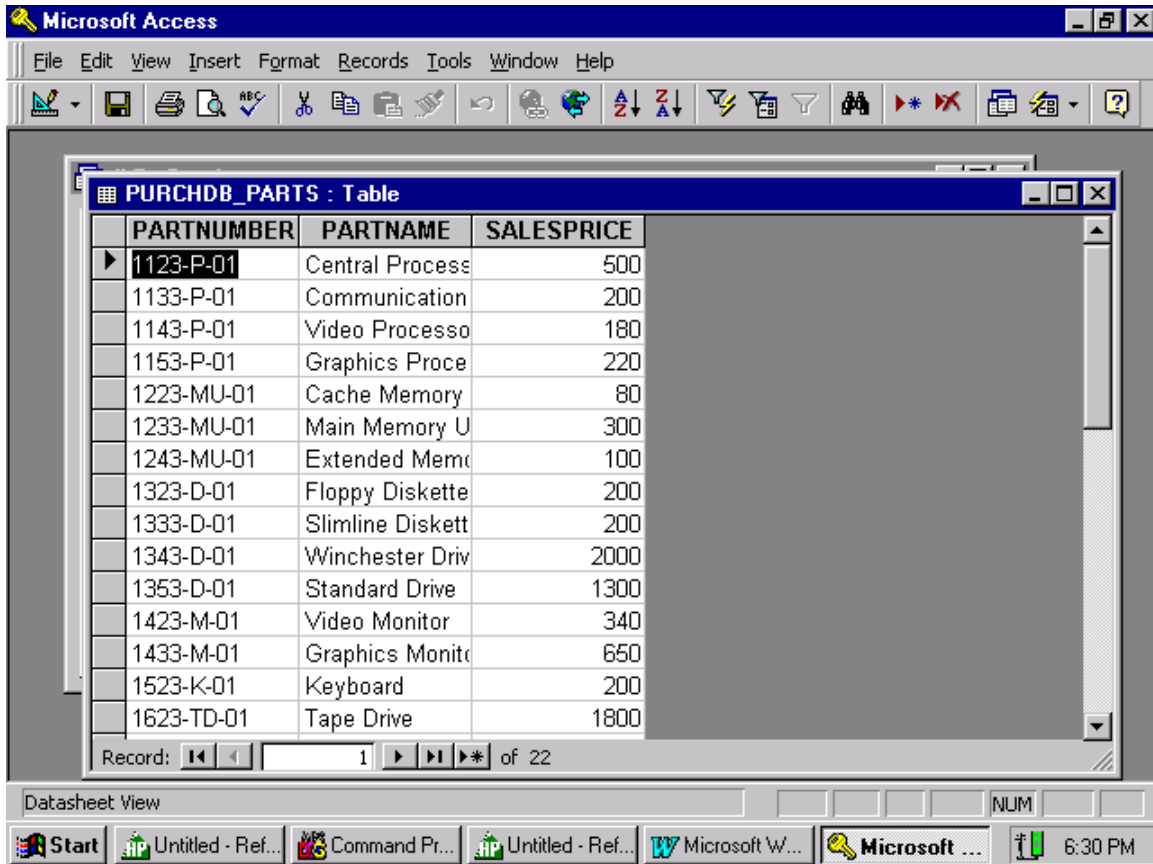 Microsoft Access
File Edit View Insert Format Records Tools Window Help
PURCHDB_PARTS : Table
PARTNUMBER PARTNAME SALESPRICE
1123-P-01 Central Process 500
1133-P-01 Communication 200
1143-P-01 Video Processo 180
1153-P-01 Graphics Proce 220
1223-MU-01 Cache Memory 80
1233-MU-01 Main Memory U 300
1243-MU-01 Extended Memo 100
1323-D-01 Floppy Diskette 200
1333-D-01 Slimline Diskett 200
1343-D-01 Winchester Driv 2000
1353-D-01 Standard Drive 1300
1423-M-01 Video Monitor 340
1433-M-01 Graphics Monito 650
1523-K-01 Keyboard 200
1623-TD-01 Tape Drive 1800
Record: 1 of 22
Datasheet View NUM
Start Untitled - Ref... Command Pr... Untitled - Ref... Microsoft W... Microsoft ... 6:30 PM